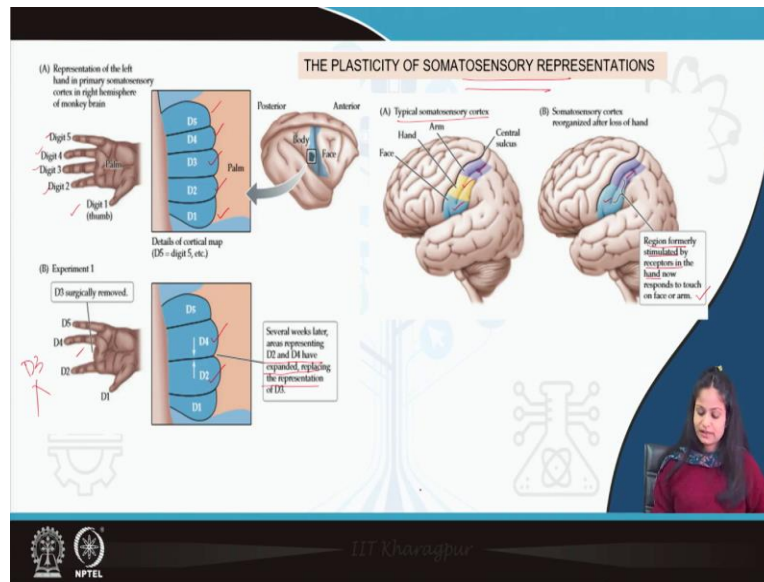 THE PLASTICITY OF SOMATOSENSORY REPRESENTATIONS
(A) Representation of the left
hand in primary somatosensory
cortex in right hemisphere
of monkey brain
Digit 5
Digit 4
Digit 3
Digit 2
Digit 1
(thumb)
Palm
D5
D4
D3
D2
D1
Palm
Details of cortical map
(D5 = digit 5, etc.)
Posterior
Anterior
Body
Face
(B) Experiment 1
D3 surgically removed.
D5
D4
D2
D1
D3
D5
D4
D2
D1
Several weeks later,
areas representing
D2 and D4 have
expanded, replacing
the representation
of D3.
(A) Typical somatosensory cortex
Arm
Hand
Face
Central
sulcus
(B) Somatosensory cortex
reorganized after loss of hand
Region formerly
stimulated by
receptors in the
hand now
responds to touch
on face or arm.
NPTEL
IIT Kharagpur